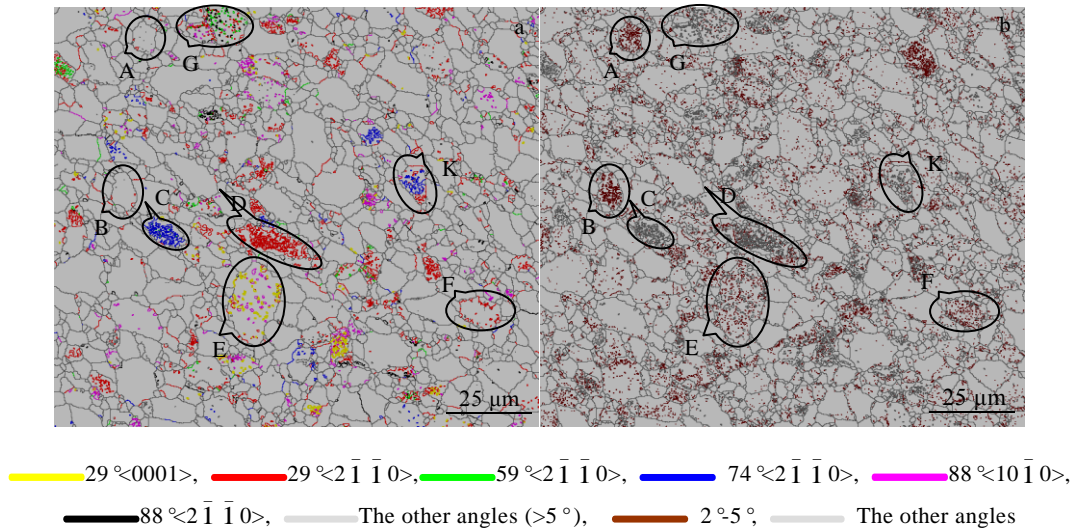 a
b
A
G
A
G
K
K
B
C
D
B
C
D
E
F
E
F
25 μm
25 μm
29 °<0001>, 29 °<2 1̄ 1̄ 0>, 59 °<2 1̄ 1̄ 0>, 74 °<2 1̄ 1̄ 0>, 88 °<10 1̄ 0>,
88 °<2 1̄ 1̄ 0>, The other angles (>5 °), 2 °-5 °, The other angles